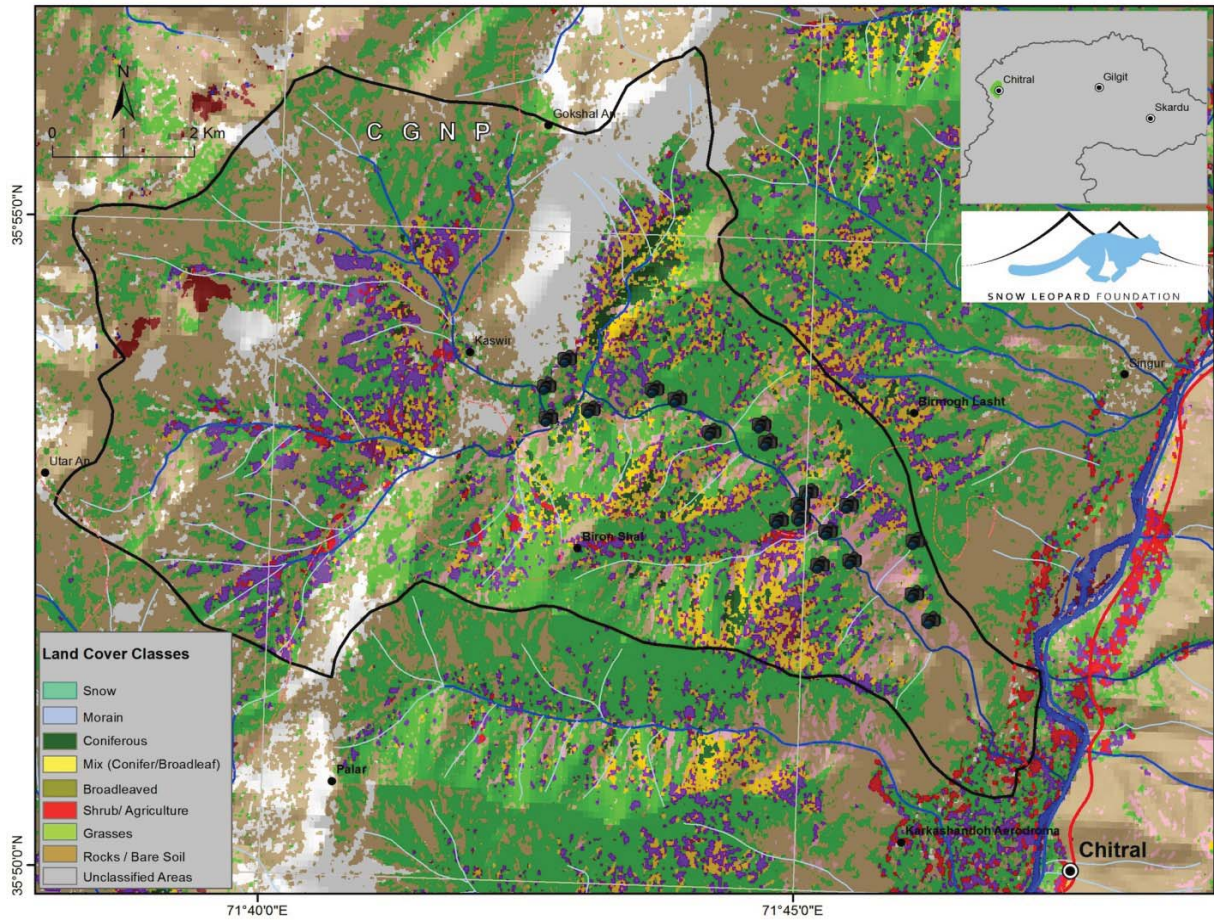 N
0 1 2 Km
C G N P
Gokshal An
Chitral
Gilgit
Skardu
SNOW LEOPARD FOUNDATION
35°55'0"N
Kaswir
Singur
Birmogh Lasht
Utar An
Biron Shal
Land Cover Classes
Snow
Morain
Coniferous
Mix (Conifer/Broadleaf)
Broadleaved
Shrub/ Agriculture
Grasses
Rocks / Bare Soil
Unclassified Areas
Palar
Karkashandoh Aerodroma
Chitral
35°50'0"N
71°40'0"E
71°45'0"E